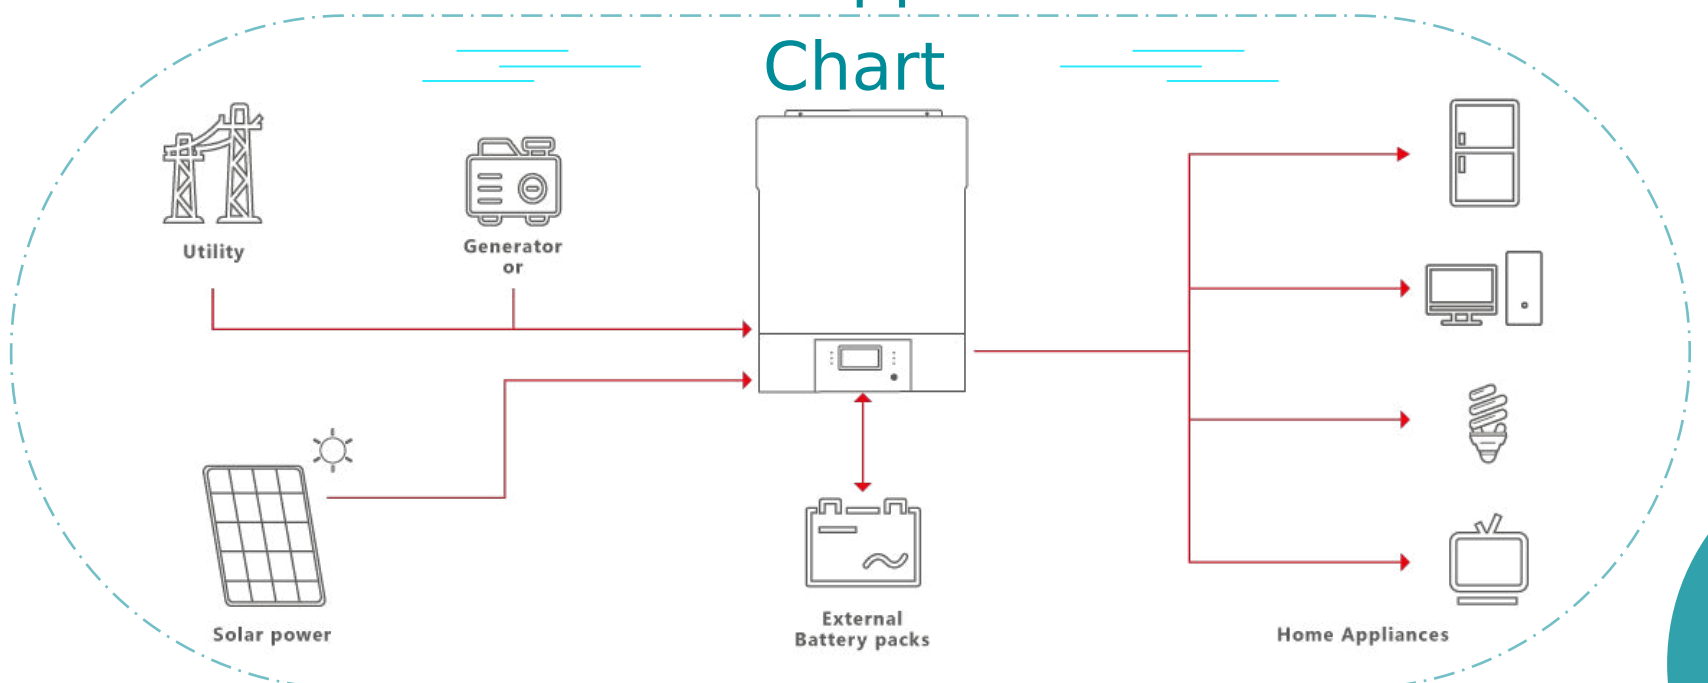 Chart
Utility
Generator
or
Solar power
External
Battery packs
Home Appliances